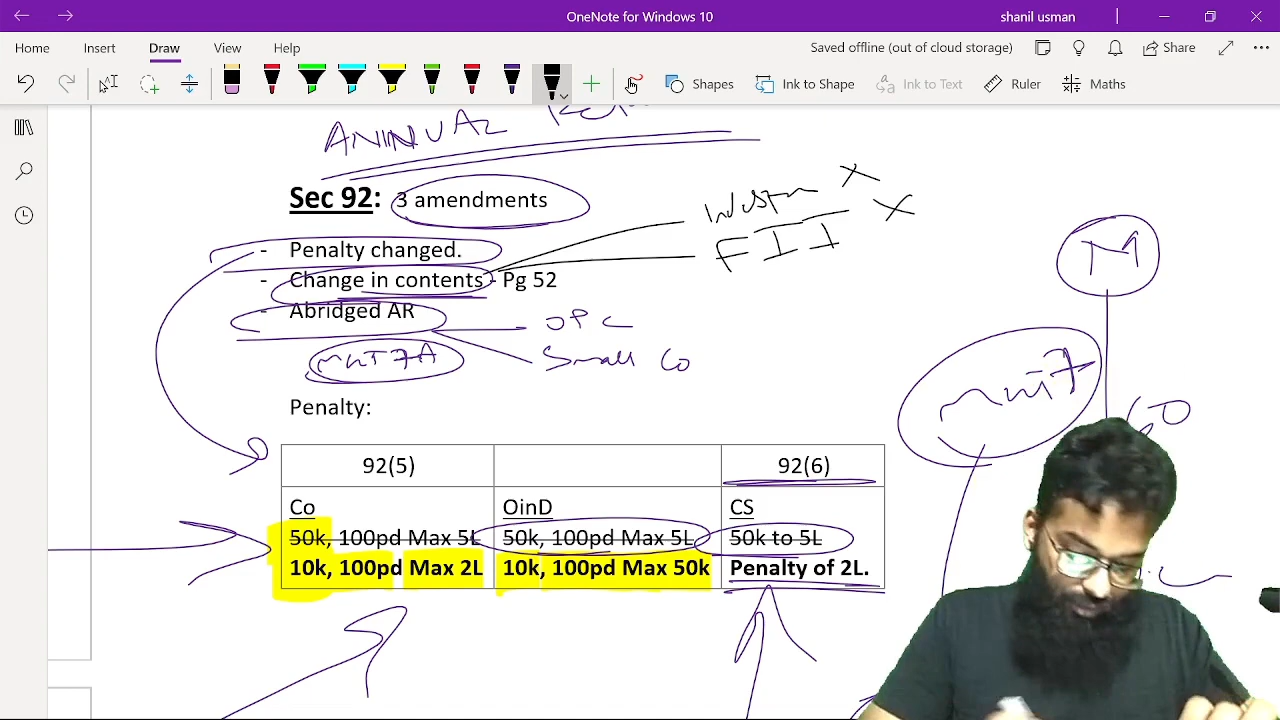 OneNote for Windows 10
shanil usman
Home Insert Draw View Help
Saved offline (out of cloud storage)
Share
Shapes
Ink to Shape
Ink to Text
Ruler
Maths
ANNUAL
Sec 92: 3 amendments
- Penalty changed.
- Change in contents - Pg 52
- Abridged AR
X
FII X
OPC
Small Co
MGT 7A
M
MGT 7
60
Penalty:
92(5) 92(6)
Co OinD CS
50k, 100pd Max 5L 50k, 100pd Max 5L 50k to 5L
10k, 100pd Max 2L 10k, 100pd Max 50k Penalty of 2L.